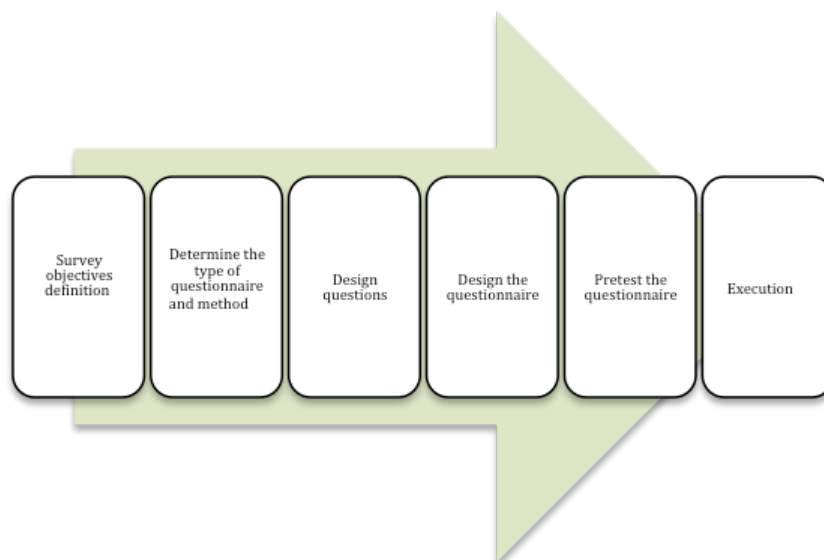 Survey
objectives
definition
Determine the
type of
questionnaire
and method
Design
questions
Design the
questionnaire
Pretest the
questionnaire
Execution